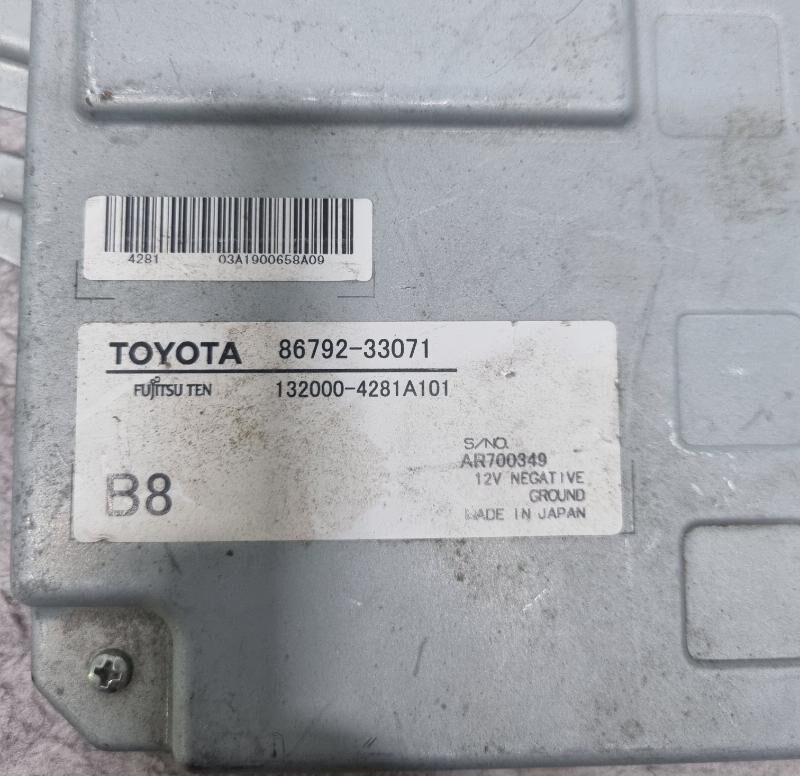 4281 03A1900658A09
TOYOTA 86792-33071
FUJITSU TEN 132000-4281A101
S/NO.
AR700349
12V NEGATIVE
GROUND
MADE IN JAPAN
B8